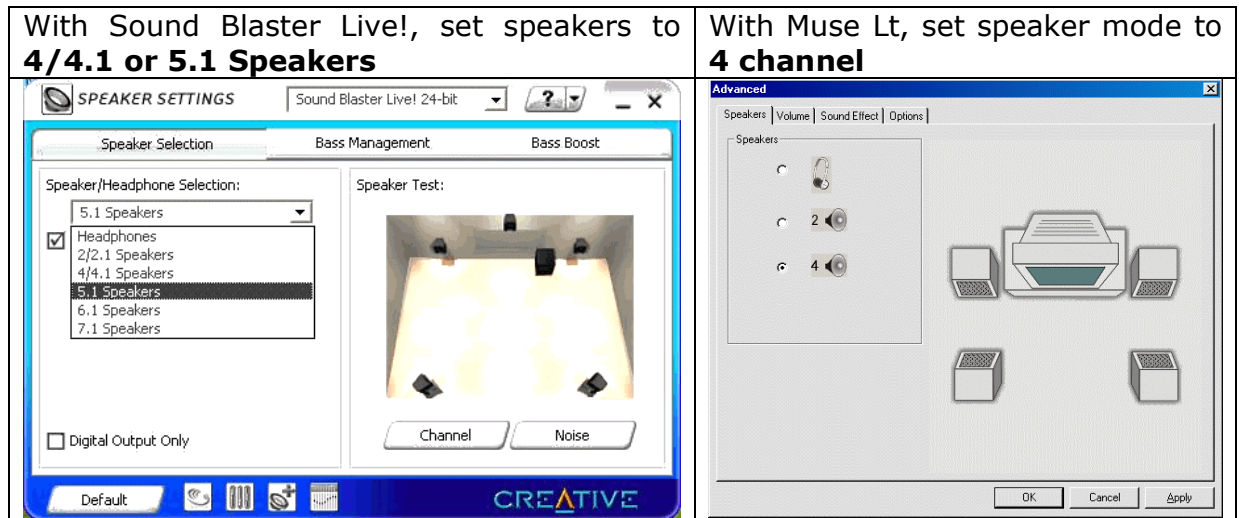 With Sound Blaster Live!, set speakers to
4/4.1 or 5.1 Speakers
SPEAKER SETTINGS
Sound Blaster Live! 24-bit
?
Speaker Selection
Bass Management
Bass Boost
Speaker/Headphone Selection:
5.1 Speakers
Headphones
2/2.1 Speakers
4/4.1 Speakers
5.1 Speakers
6.1 Speakers
7.1 Speakers
Digital Output Only
Speaker Test:
Channel
Noise
Default
CREATIVE
With Muse Lt, set speaker mode to
4 channel
Advanced
Speakers
Volume
Sound Effect
Options
Speakers
2
4
OK
Cancel
Apply